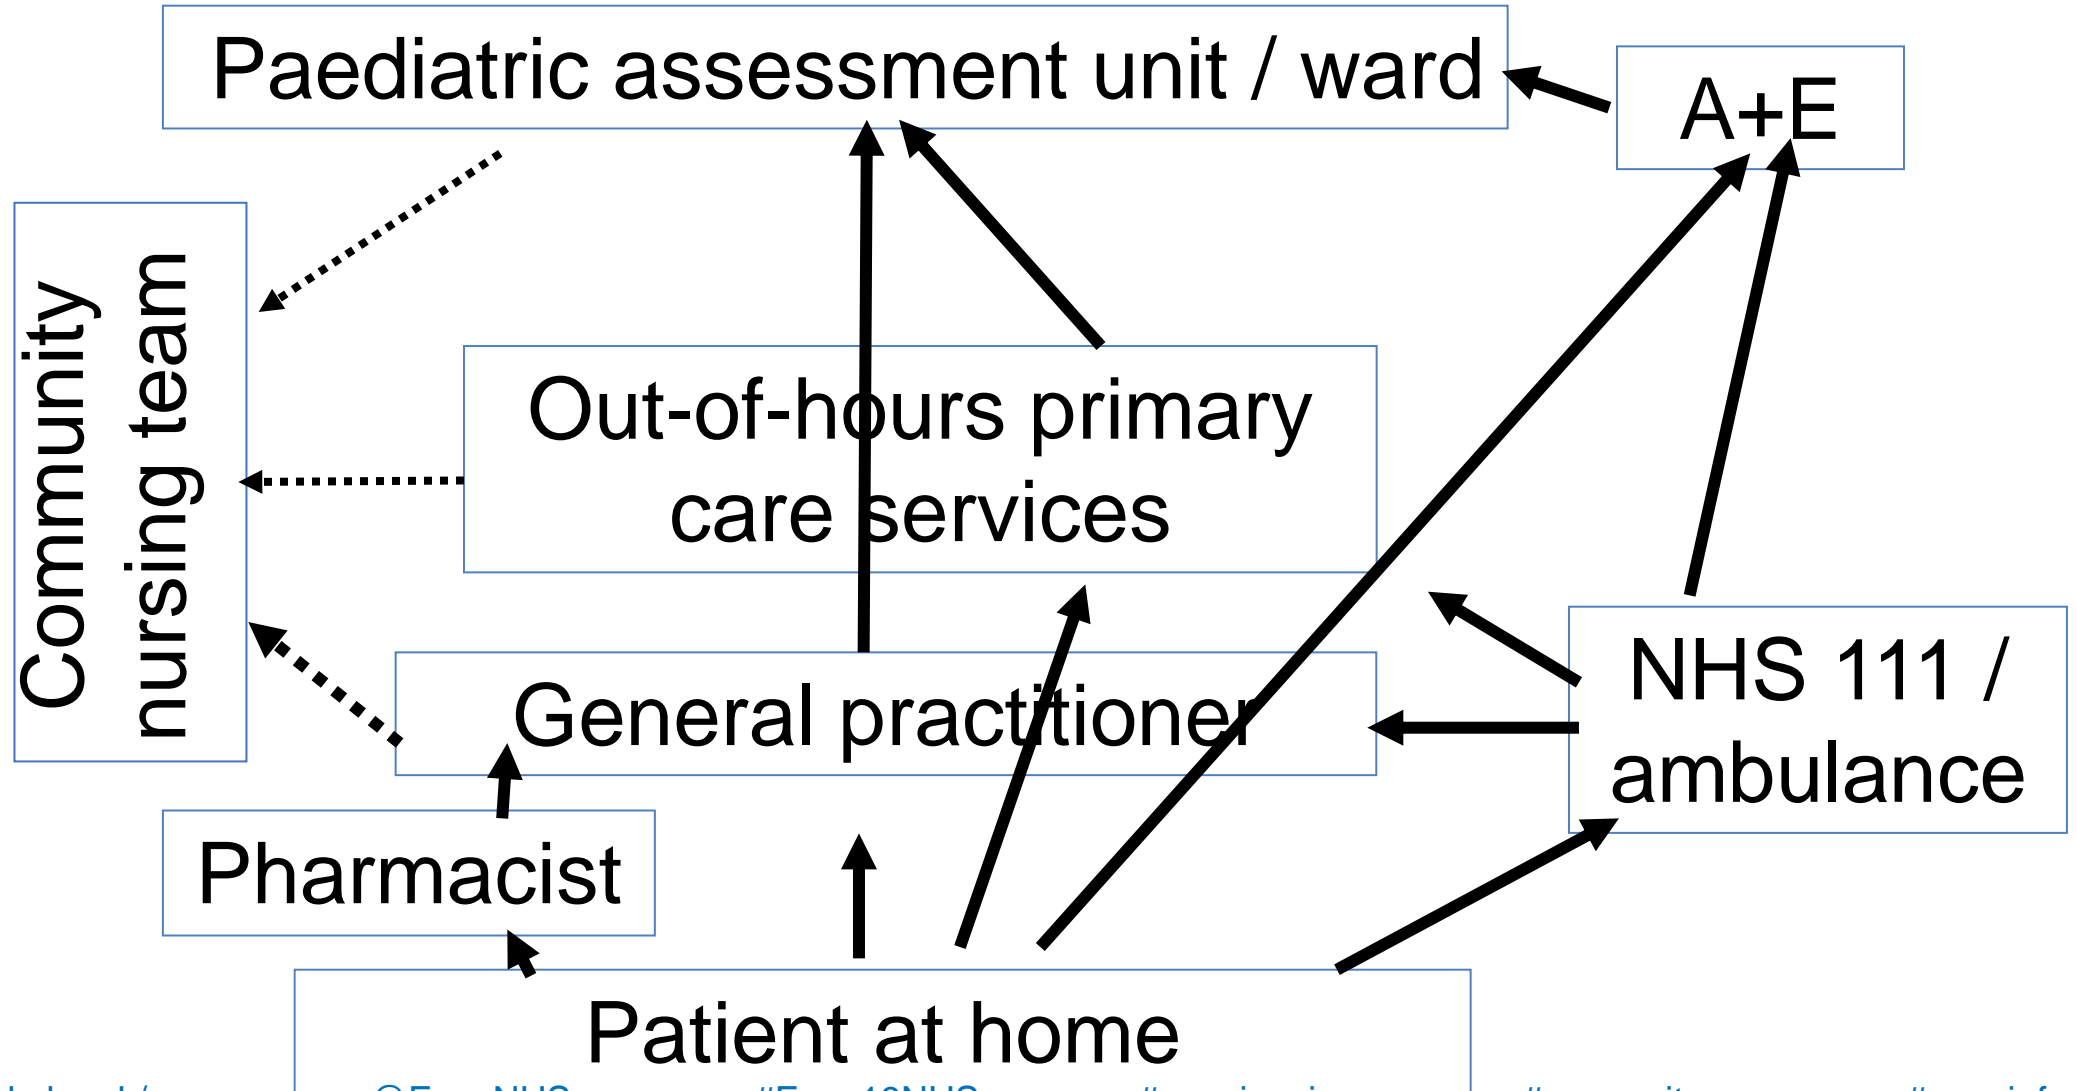 Paediatric assessment unit / ward
A+E
Community
nursing team
Out-of-hours primary
care services
General practitioner
NHS 111 /
ambulance
Pharmacist
Patient at home